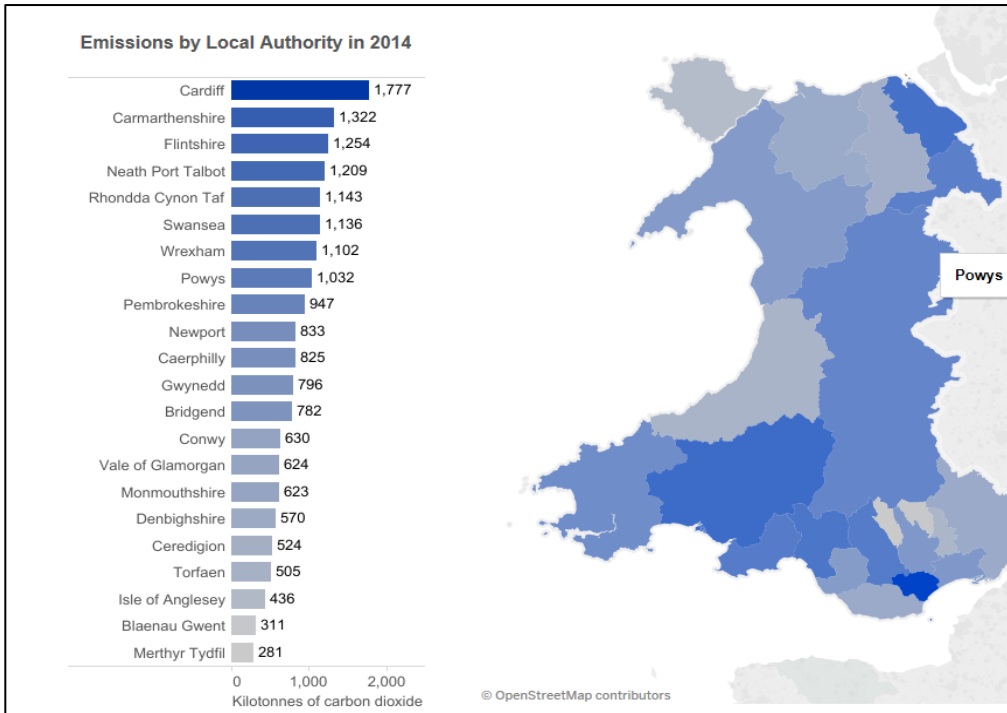 Emissions by Local Authority in 2014
Cardiff 1,777
Carmarthenshire 1,322
Flintshire 1,254
Neath Port Talbot 1,209
Rhondda Cynon Taf 1,143
Swansea 1,136
Wrexham 1,102
Powys 1,032
Pembrokeshire 947
Newport 833
Caerphilly 825
Gwynedd 796
Bridgend 782
Conwy 630
Vale of Glamorgan 624
Monmouthshire 623
Denbighshire 570
Ceredigion 524
Torfaen 505
Isle of Anglesey 436
Blaenau Gwent 311
Merthyr Tydfil 281
0 1,000 2,000
Kilotonnes of carbon dioxide
Powys
© OpenStreetMap contributors